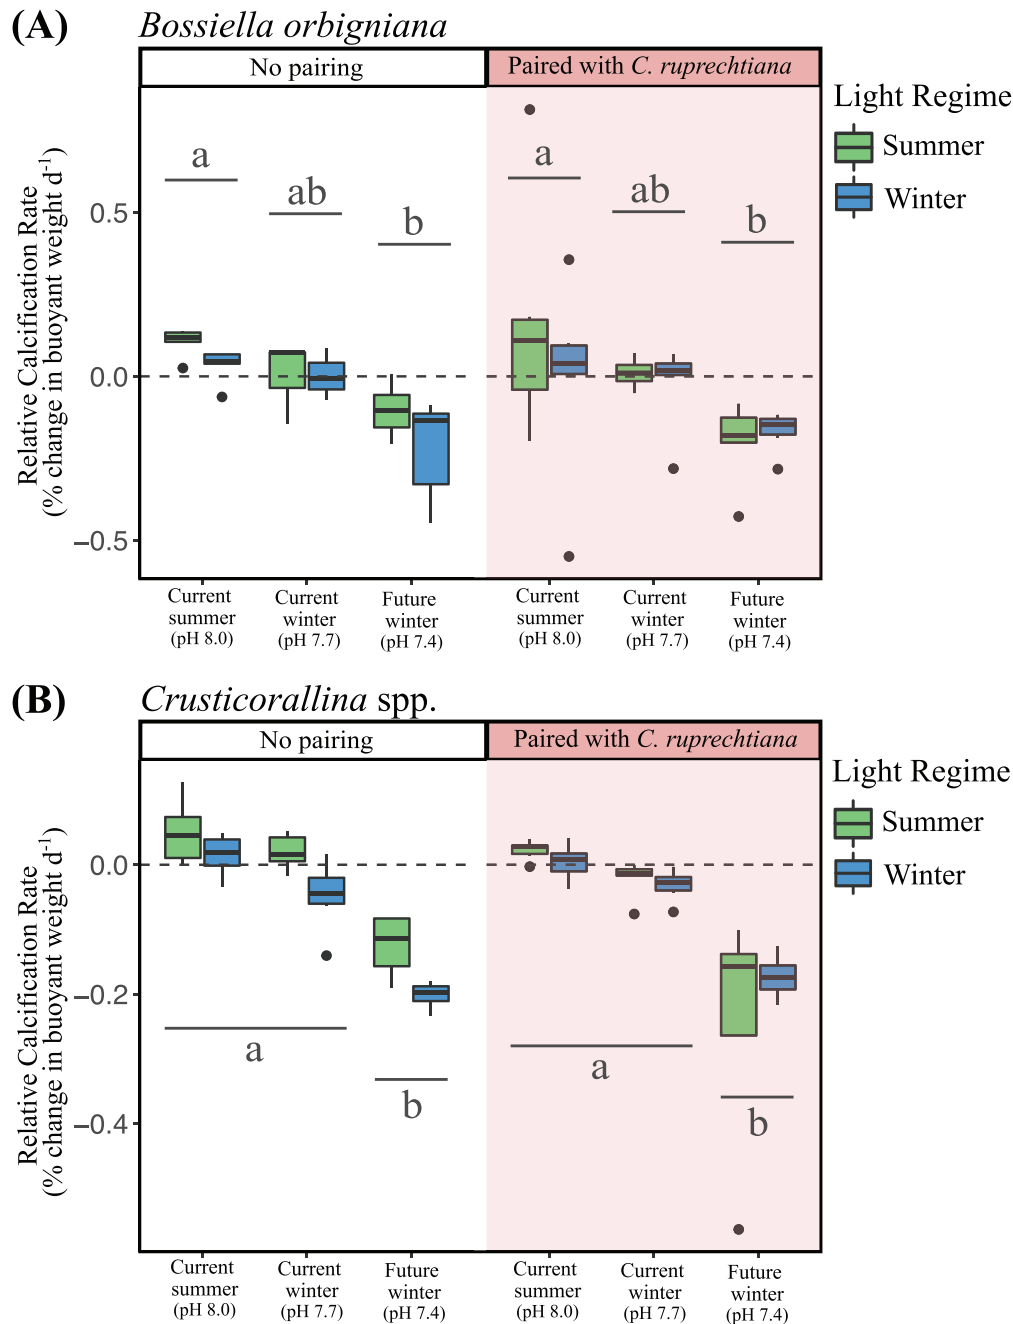 (A) Bossiella orbigniana
No pairing
Paired with C. ruprechtiana
Relative Calcification Rate
(% change in buoyant weight d-1)
0.5
0.0
−0.5
a
ab
b
a
ab
b
Light Regime
Summer
Winter
Current
summer
(pH 8.0)
Current
winter
(pH 7.7)
Future
winter
(pH 7.4)
Current
summer
(pH 8.0)
Current
winter
(pH 7.7)
Future
winter
(pH 7.4)
(B) Crusticorallina spp.
No pairing
Paired with C. ruprechtiana
Relative Calcification Rate
(% change in buoyant weight d-1)
0.0
−0.2
−0.4
a
b
a
b
Light Regime
Summer
Winter
Current
summer
(pH 8.0)
Current
winter
(pH 7.7)
Future
winter
(pH 7.4)
Current
summer
(pH 8.0)
Current
winter
(pH 7.7)
Future
winter
(pH 7.4)